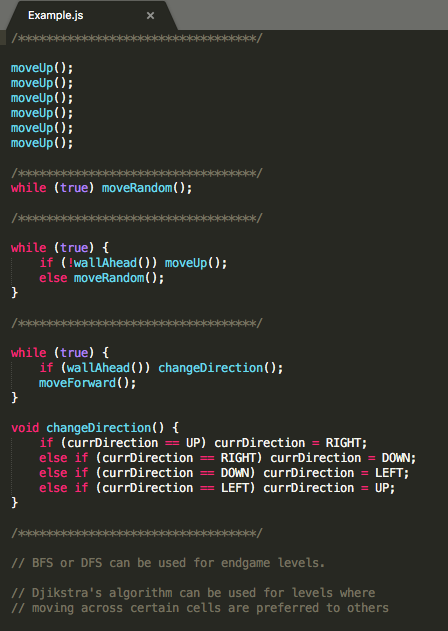 Example.js ×
/**********************************/
moveUp();
moveUp();
moveUp();
moveUp();
moveUp();
moveUp();
/**********************************/
while (true) moveRandom();
/**********************************/
while (true) {
    if (!wallAhead()) moveUp();
    else moveRandom();
}
/**********************************/
while (true) {
    if (wallAhead()) changeDirection();
    moveForward();
}
void changeDirection() {
    if (currDirection == UP) currDirection = RIGHT;
    else if (currDirection == RIGHT) currDirection = DOWN;
    else if (currDirection == DOWN) currDirection = LEFT;
    else if (currDirection == LEFT) currDirection = UP;
}
/**********************************/
// BFS or DFS can be used for endgame levels.
// Djikstra's algorithm can be used for levels where
// moving across certain cells are preferred to others